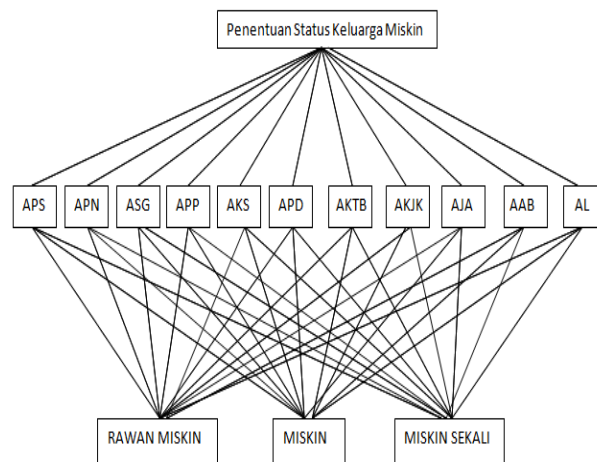 Penentuan Status Keluarga Miskin
APS APN ASG APP AKS APD AKTB AKJK AJA AAB AL
RAWAN MISKIN MISKIN MISKIN SEKALI